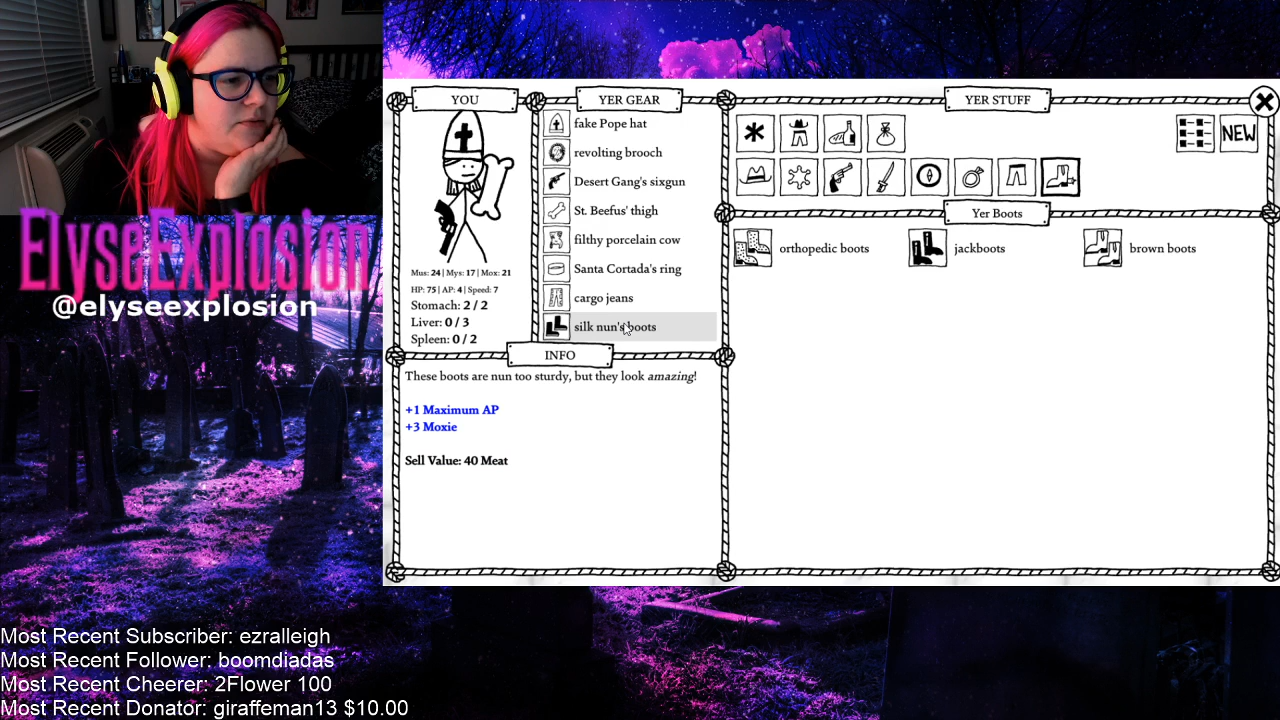 YOU
YER GEAR
YER STUFF
fake Pope hat
revolting brooch
Desert Gang's sixgun
St. Beefus' thigh
filthy porcelain cow
Santa Cortada's ring
cargo jeans
silk nun's boots
NEW
Yer Boots
orthopedic boots
jackboots
brown boots
Mus: 24 | Mys: 17 | Mox: 21
HP: 75 | AP: 4 | Speed: 7
Stomach: 2 / 2
Liver: 0 / 3
Spleen: 0 / 2
INFO
These boots are nun too sturdy, but they look amazing!
+1 Maximum AP
+3 Moxie
Sell Value: 40 Meat
ElyseExplosion
@elyseexplosion
Most Recent Subscriber: ezralleigh
Most Recent Follower: boomdiadas
Most Recent Cheerer: 2Flower 100
Most Recent Donator: giraffeman13 $10.00